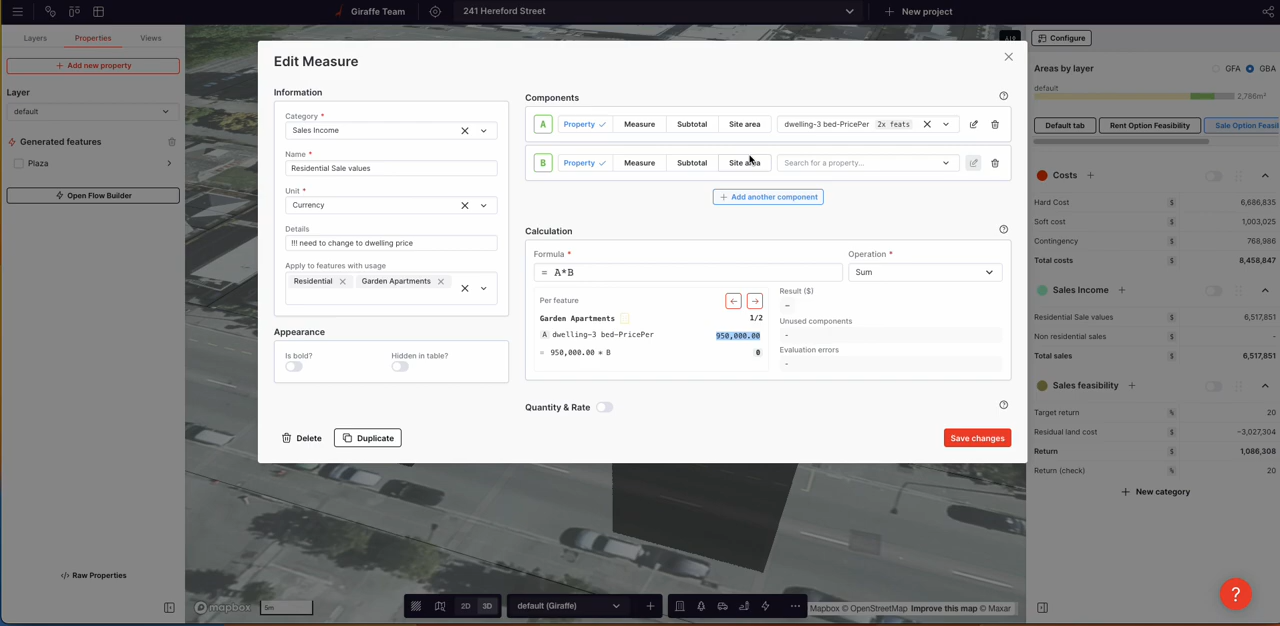 Giraffe Team
241 Hereford Street
New project
Layers
Properties
Views
Add new property
Layer
default
Generated features
Plaza
Open Flow Builder
Raw Properties
Edit Measure
Information
Category *
Sales Income
Name *
Residential Sale values
Unit *
Currency
Details
!!! need to change to dwelling price
Apply to features with usage
Residential
Garden Apartments
Appearance
Is bold?
Hidden in table?
Delete
Duplicate
Components
A Property Measure Subtotal Site area dwelling-3 bed-PricePer 2x feats
B Property Measure Subtotal Site area Search for a property...
+ Add another component
Calculation
Formula *
= A*B
Operation *
Sum
Per feature
Garden Apartments 1/2
A dwelling-3 bed-PricePer 950,000.00
= 950,000.00 * B 0
Result ($)
–
Unused components
-
Evaluation errors
-
Quantity & Rate
Save changes
Configure
Areas by layer GFA GBA
default
2,786m²
Default tab Rent Option Feasibility Sale Option Feasi
Costs
Hard Cost $ 6,686,835
Soft cost $ 1,003,025
Contingency $ 768,986
Total costs $ 8,458,847
Sales Income
Residential Sale values $ 6,517,851
Non residential sales $ -
Total sales $ 6,517,851
Sales feasibility
Target return % 20
Residual land cost $ −3,027,304
Return $ 1,086,308
Return (check) % 20
New category
mapbox
5m
2D 3D
default (Giraffe)
Mapbox © OpenStreetMap Improve this map © Maxar
?